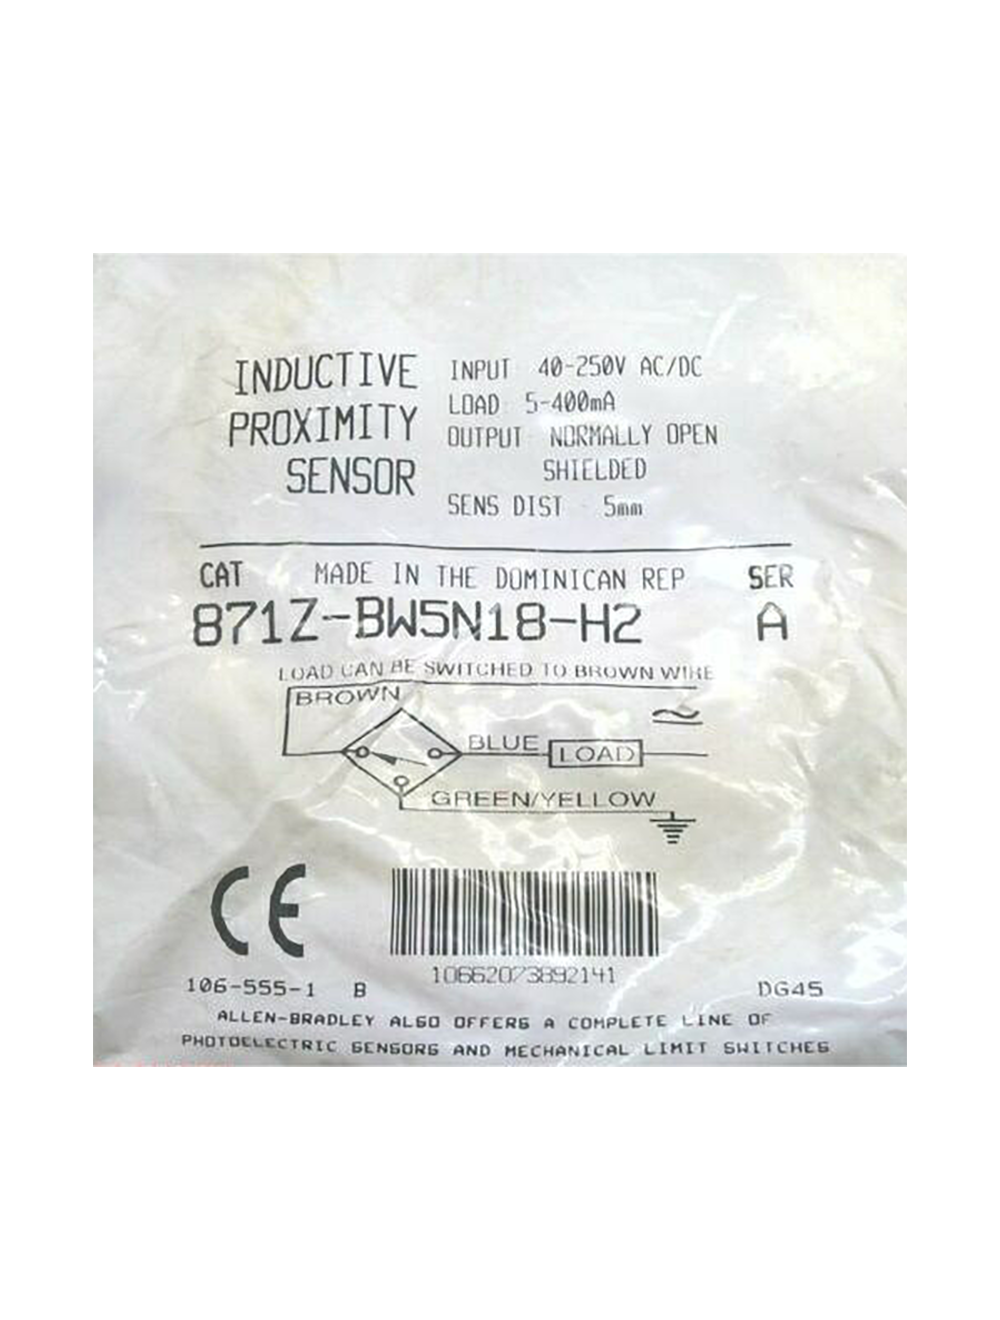 INDUCTIVE
PROXIMITY
SENSOR
INPUT 40-250V AC/DC
LOAD 5-400mA
OUTPUT NORMALLY OPEN
SHIELDED
SENS DIST 5mm
CAT MADE IN THE DOMINICAN REP SER
871Z-BW5N18-H2 A
LOAD CAN BE SWITCHED TO BROWN WIRE
BROWN
BLUE LOAD
GREEN/YELLOW
CE
10662073892141
106-555-1 B DG45
ALLEN-BRADLEY ALSO OFFERS A COMPLETE LINE OF
PHOTOELECTRIC SENSORS AND MECHANICAL LIMIT SWITCHES